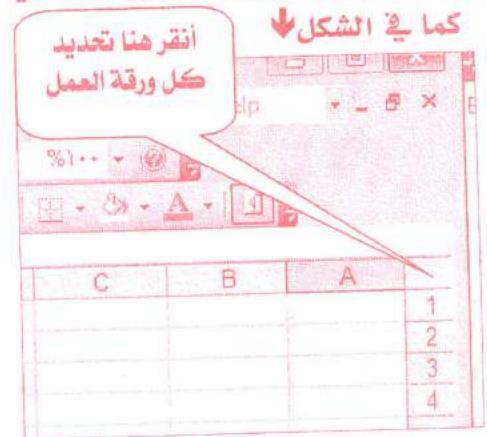 كما في الشكل
أنقر هنا تحديد
كل ورقة العمل
elp
%١٠٠
A
C B A
1
2
3
4